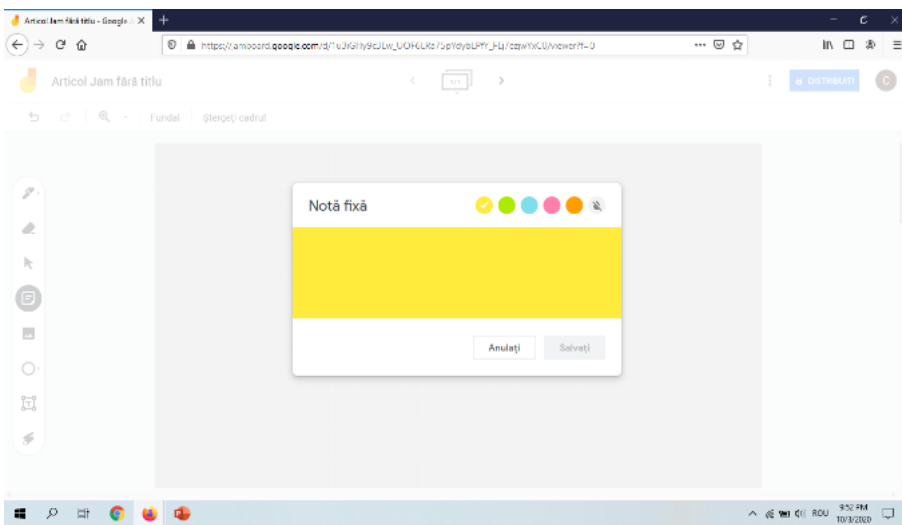 Articol Jam fără titlu - Google
Articol Jam fără titlu
1/1
DISTRIBUIȚI
C
Fundal Ștergeți cadrul
Notă fixă
Anulați Salvați
ROU
9:52 PM
10/3/2020